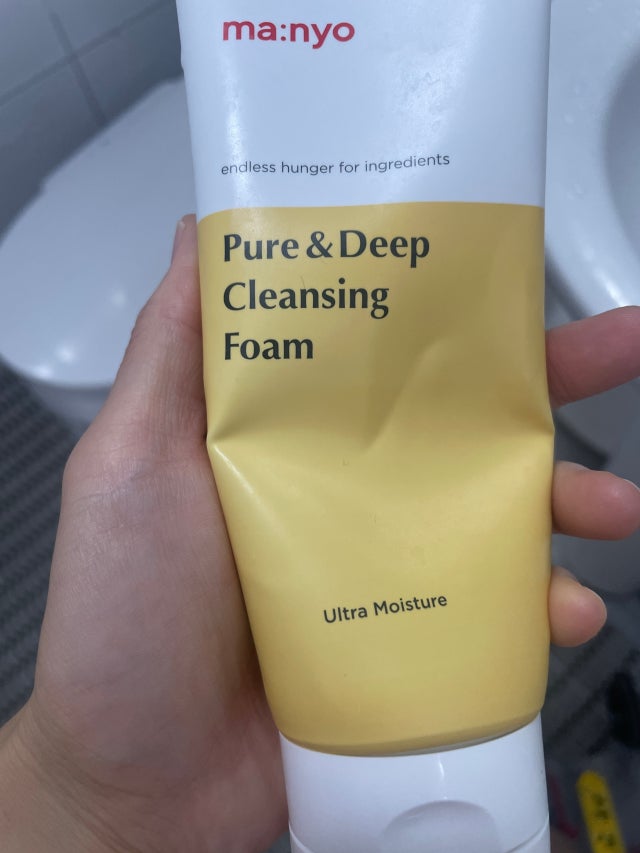 ma:nyo
endless hunger for ingredients
Pure & Deep
Cleansing
Foam
Ultra Moisture